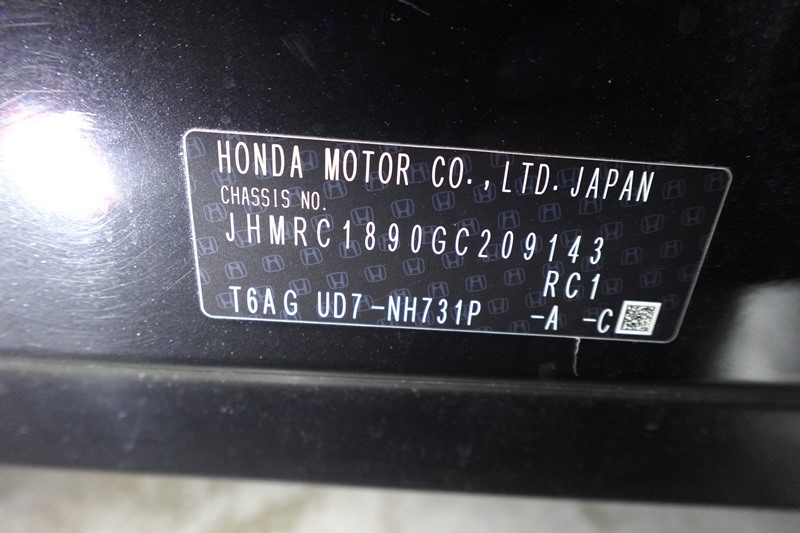 HONDA MOTOR CO.,LTD.JAPAN
CHASSIS NO.
JHMRC1890GC209143
RC1
T6AG UD7-NH731P -A -C